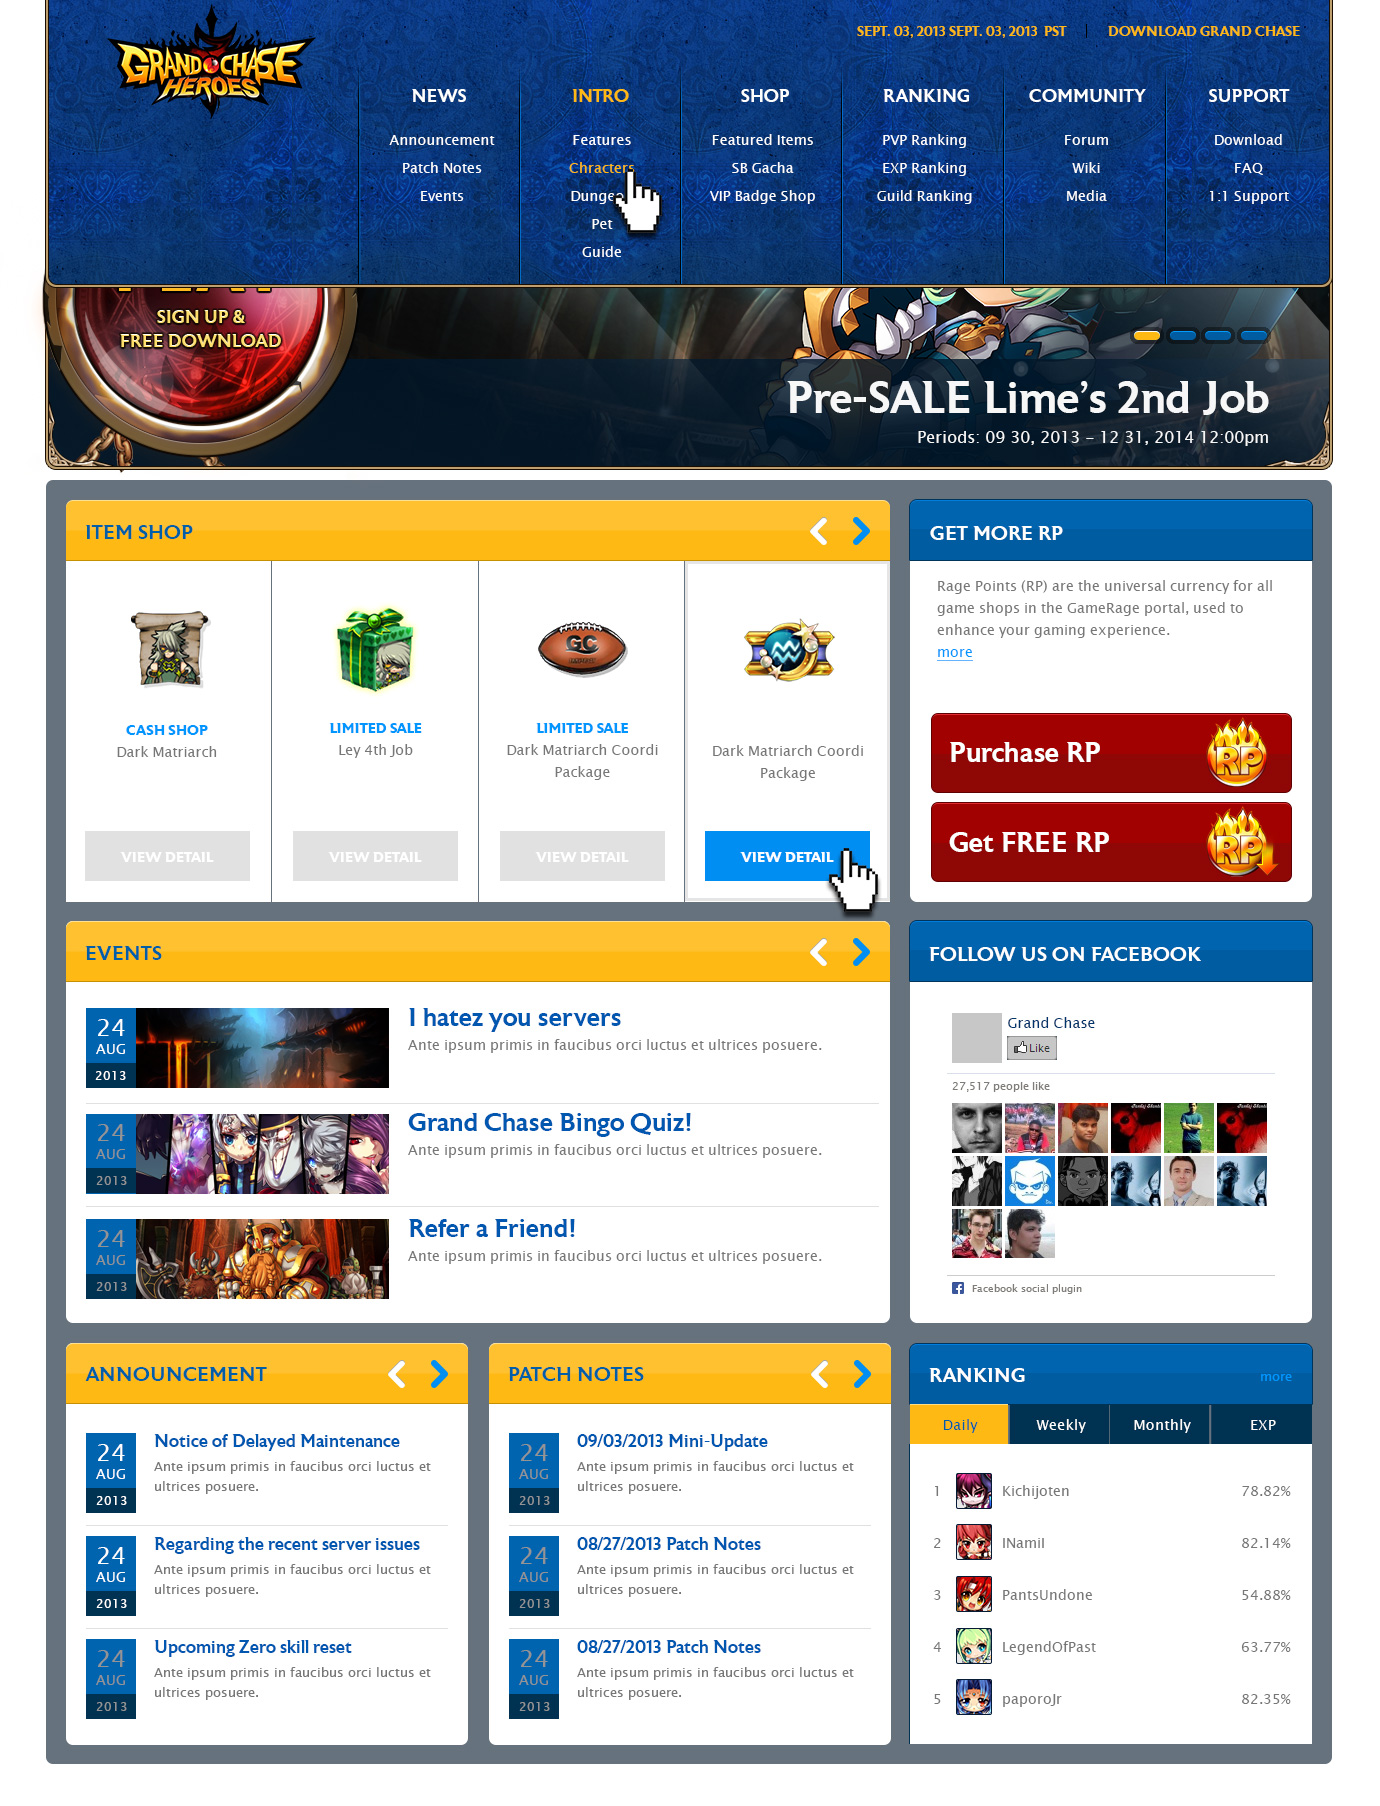 GRAND CHASE
HEROES
SEPT. 03, 2013 SEPT. 03, 2013 PST
DOWNLOAD GRAND CHASE
NEWS
Announcement
Patch Notes
Events
INTRO
Features
Chracters
Pet
Guide
SHOP
Featured Items
SB Gacha
VIP Badge Shop
RANKING
PVP Ranking
EXP Ranking
Guild Ranking
COMMUNITY
Forum
Wiki
Media
SUPPORT
Download
FAQ
1:1 Support
SIGN UP &
FREE DOWNLOAD
Pre-SALE Lime's 2nd Job
Periods: 09 30, 2013 – 12 31, 2014 12:00pm
ITEM SHOP
CASH SHOP
Dark Matriarch
VIEW DETAIL
LIMITED SALE
Ley 4th Job
VIEW DETAIL
GC
LIMITED SALE
Dark Matriarch Coordi
Package
VIEW DETAIL
Dark Matriarch Coordi
Package
VIEW DETAIL
GET MORE RP
Rage Points (RP) are the universal currency for all
game shops in the GameRage portal, used to
enhance your gaming experience.
more
Purchase RP
RP
Get FREE RP
RP
EVENTS
24
AUG
2013
I hatez you servers
Ante ipsum primis in faucibus orci luctus et ultrices posuere.
24
AUG
2013
Grand Chase Bingo Quiz!
Ante ipsum primis in faucibus orci luctus et ultrices posuere.
24
AUG
2013
Refer a Friend!
Ante ipsum primis in faucibus orci luctus et ultrices posuere.
FOLLOW US ON FACEBOOK
Grand Chase
Like
27,517 people like
Facebook social plugin
ANNOUNCEMENT
24
AUG
2013
Notice of Delayed Maintenance
Ante ipsum primis in faucibus orci luctus et
ultrices posuere.
24
AUG
2013
Regarding the recent server issues
Ante ipsum primis in faucibus orci luctus et
ultrices posuere.
24
AUG
2013
Upcoming Zero skill reset
Ante ipsum primis in faucibus orci luctus et
ultrices posuere.
PATCH NOTES
24
AUG
2013
09/03/2013 Mini-Update
Ante ipsum primis in faucibus orci luctus et
ultrices posuere.
24
AUG
2013
08/27/2013 Patch Notes
Ante ipsum primis in faucibus orci luctus et
ultrices posuere.
24
AUG
2013
08/27/2013 Patch Notes
Ante ipsum primis in faucibus orci luctus et
ultrices posuere.
RANKING
more
Daily
Weekly
Monthly
EXP
1 Kichijoten 78.82%
2 INamiI 82.14%
3 PantsUndone 54.88%
4 LegendOfPast 63.77%
5 paporoJr 82.35%